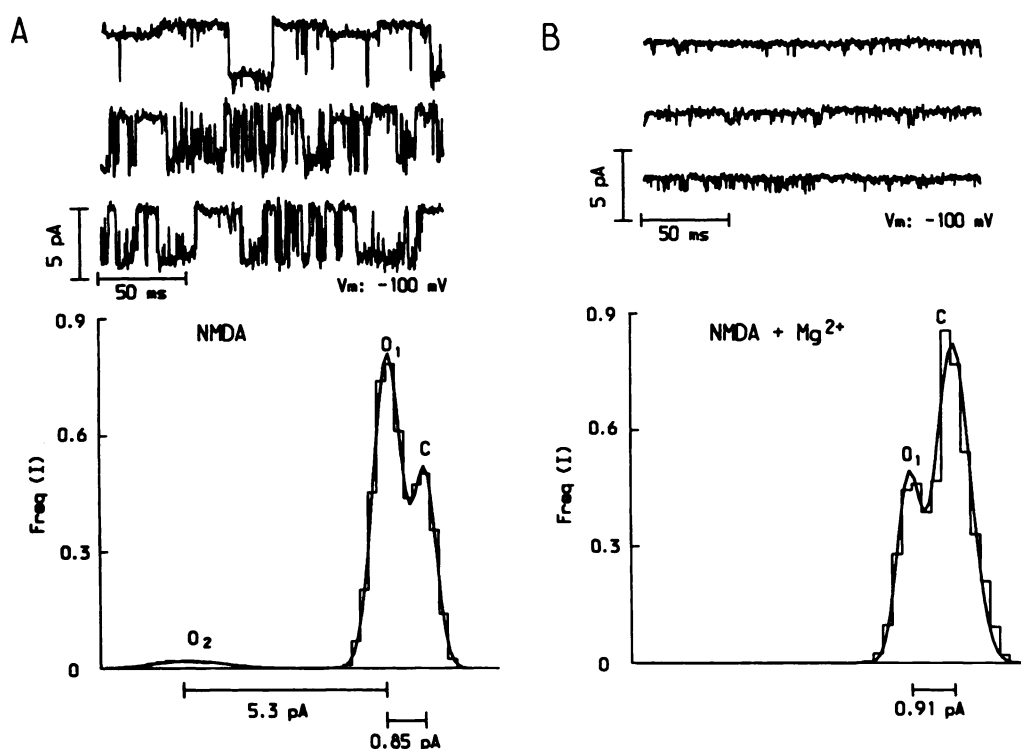 A
5 pA
50 ms
Vm: -100 mV
NMDA
0.9
0.6
0.3
0
Freq (I)
O₁
C
O₂
5.3 pA
0.85 pA
B
5 pA
50 ms
Vm: -100 mV
NMDA + Mg²⁺
0.9
0.6
0.3
0
Freq (I)
C
O₁
0.91 pA